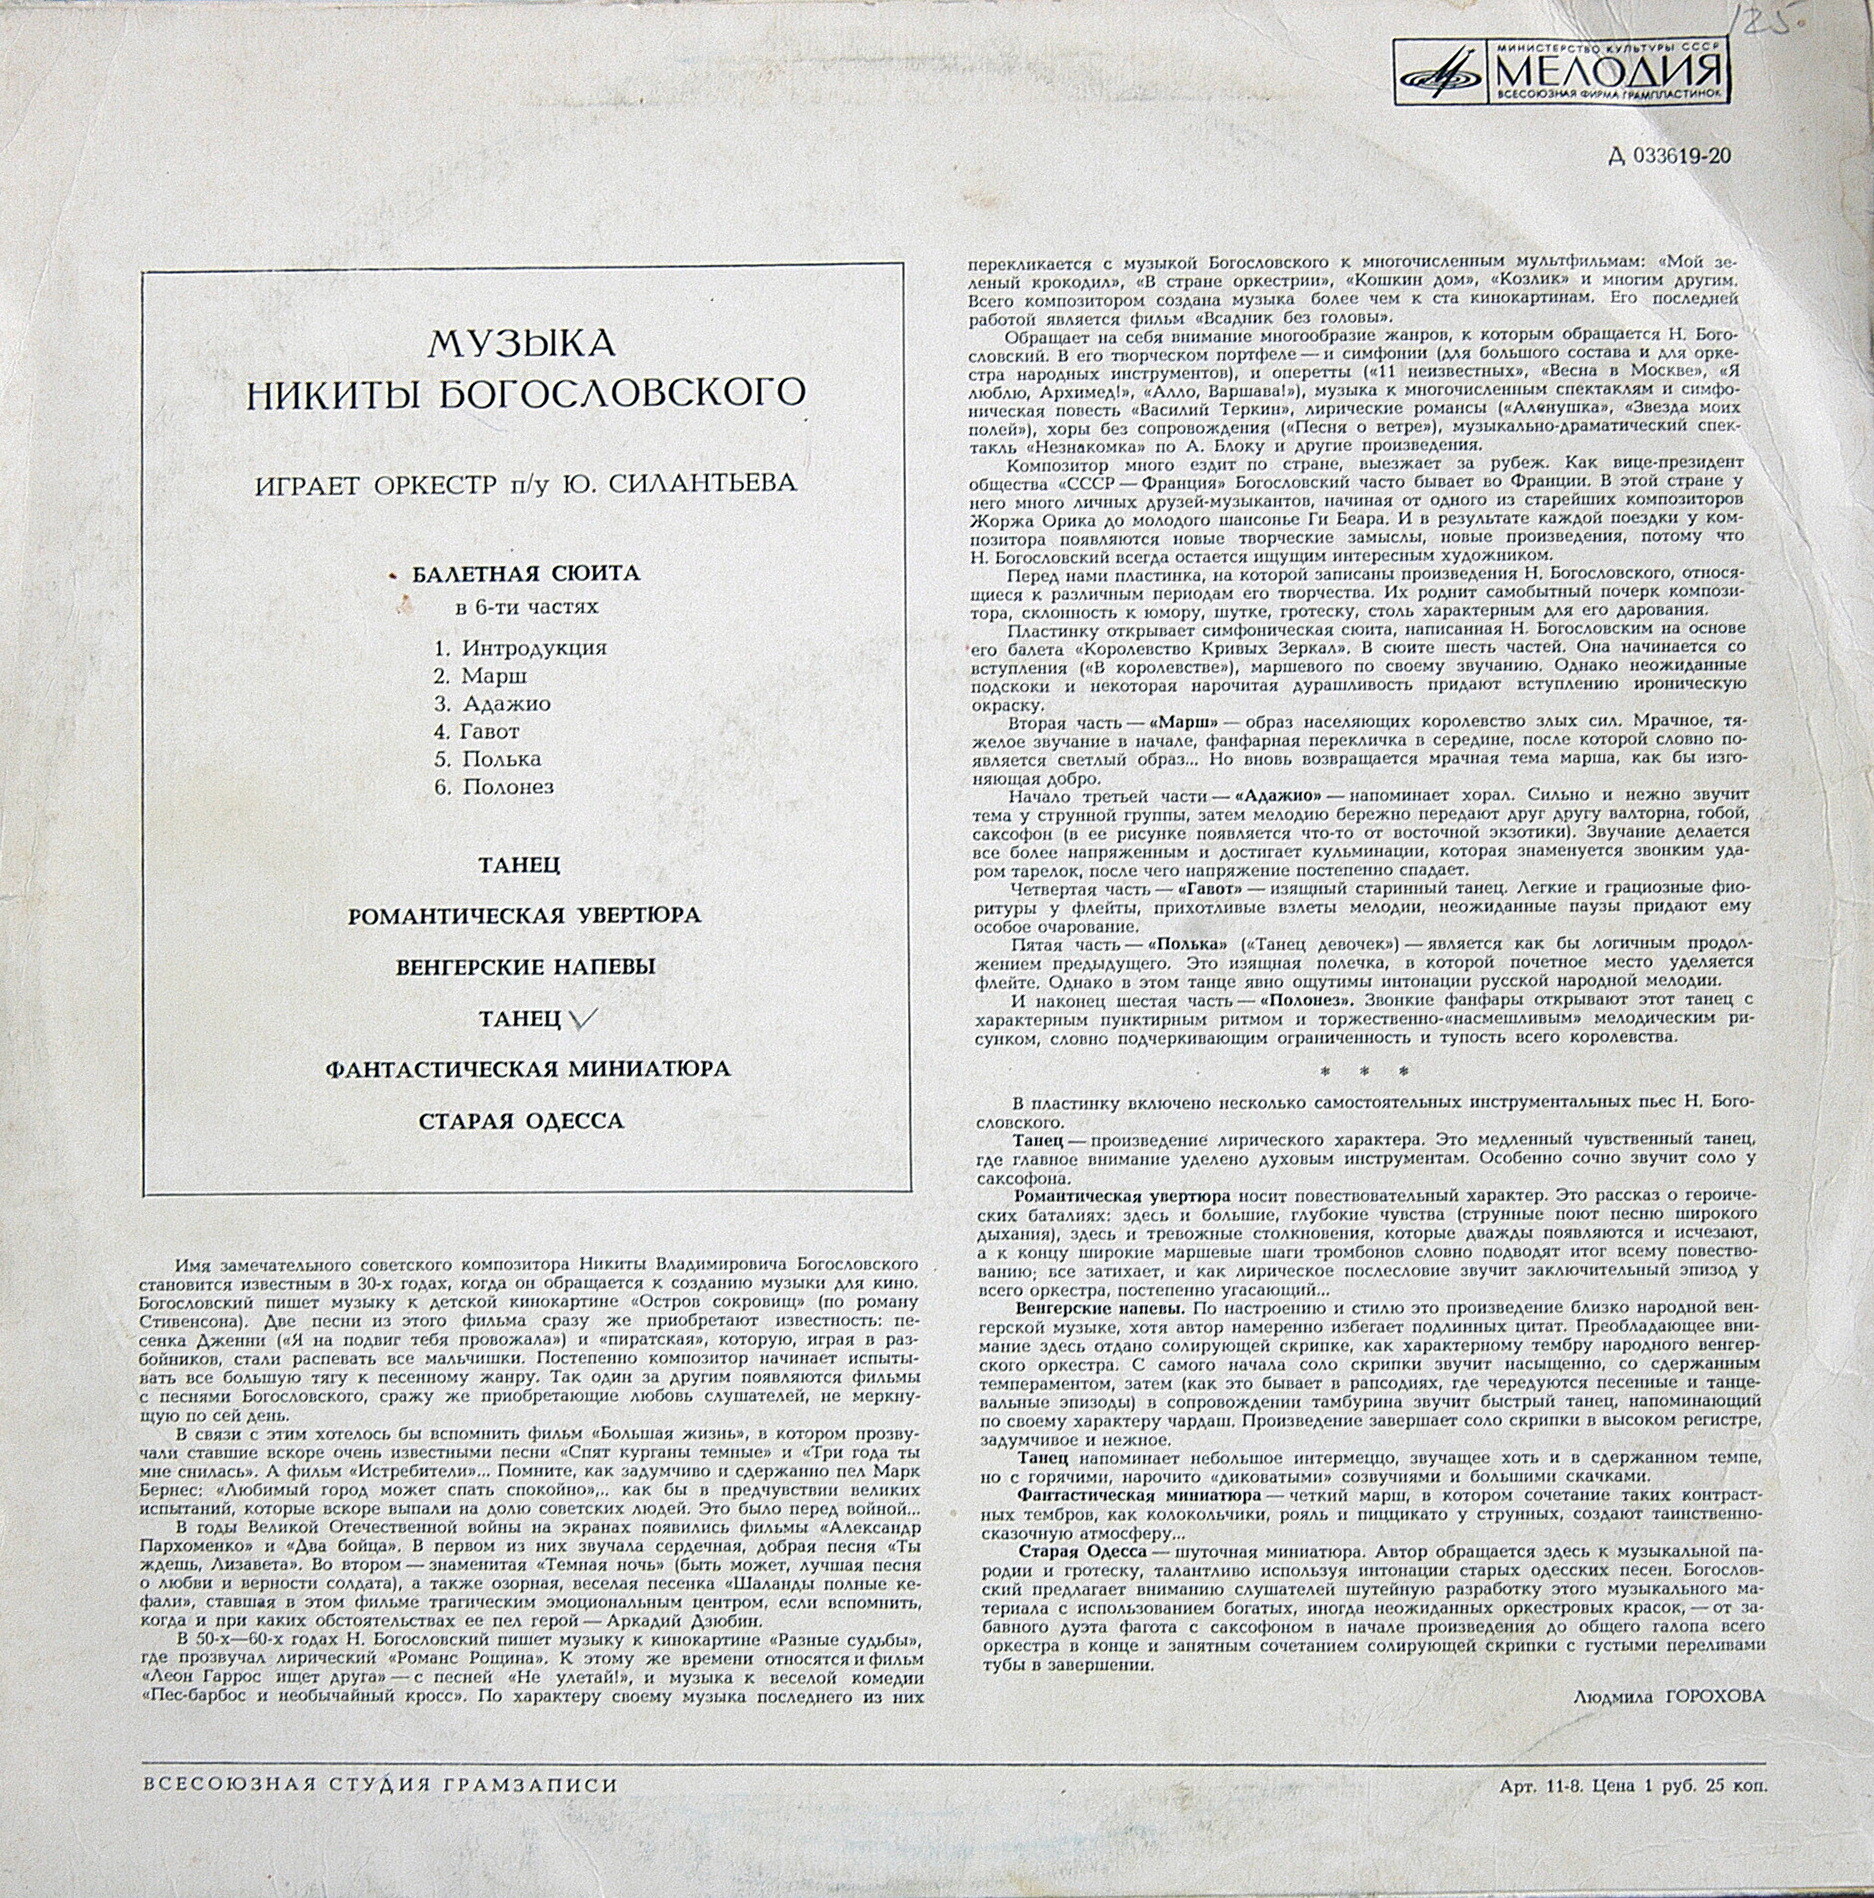 125.
МИНИСТЕРСТВО КУЛЬТУРЫ СССР
МЕЛОДИЯ
ВСЕСОЮЗНАЯ ФИРМА ГРАМПЛАСТИНОК
Д 033619-20
МУЗЫКА
НИКИТЫ БОГОСЛОВСКОГО
ИГРАЕТ ОРКЕСТР п/у Ю. СИЛАНТЬЕВА
БАЛЕТНАЯ СЮИТА
в 6-ти частях
1. Интродукция
2. Марш
3. Адажио
4. Гавот
5. Полька
6. Полонез
ТАНЕЦ
РОМАНТИЧЕСКАЯ УВЕРТЮРА
ВЕНГЕРСКИЕ НАПЕВЫ
ТАНЕЦ
ФАНТАСТИЧЕСКАЯ МИНИАТЮРА
СТАРАЯ ОДЕССА
Имя замечательного советского композитора Никиты Владимировича Богословского
становится известным в 30-х годах, когда он обращается к созданию музыки для кино.
Богословский пишет музыку к детской кинокартине «Остров сокровищ» (по роману
Стивенсона). Две песни из этого фильма сразу же приобретают известность: пе-
сенка Дженни («Я на подвиг тебя провожала») и «пиратская», которую, играя в раз-
бойников, стали распевать все мальчишки. Постепенно композитор начинает испыты-
вать все большую тягу к песенному жанру. Так один за другим появляются фильмы
с песнями Богословского, сражу же приобретающие любовь слушателей, не меркну-
щую по сей день.
В связи с этим хотелось бы вспомнить фильм «Большая жизнь», в котором прозву-
чали ставшие вскоре очень известными песни «Спят курганы темные» и «Три года ты
мне снилась». А фильм «Истребители»... Помните, как задумчиво и сдержанно пел Марк
Бернес: «Любимый город может спать спокойно»,.. как бы в предчувствии великих
испытаний, которые вскоре выпали на долю советских людей. Это было перед войной...
В годы Великой Отечественной войны на экранах появились фильмы «Александр
Пархоменко» и «Два бойца». В первом из них звучала сердечная, добрая песня «Ты
ждешь, Лизавета». Во втором — знаменитая «Темная ночь» (быть может, лучшая песня
о любви и верности солдата), а также озорная, веселая песенка «Шаланды полные ке-
фали», ставшая в этом фильме трагическим эмоциональным центром, если вспомнить,
когда и при каких обстоятельствах ее пел герой — Аркадий Дзюбин.
В 50-х—60-х годах Н. Богословский пишет музыку к кинокартине «Разные судьбы»,
где прозвучал лирический «Романс Рощина». К этому же времени относятся и фильм
«Леон Гаррос ищет друга» — с песней «Не улетай!», и музыка к веселой комедии
«Пес-барбос и необычайный кросс». По характеру своему музыка последнего из них
перекликается с музыкой Богословского к многочисленным мультфильмам: «Мой зе-
леный крокодил», «В стране оркестрии», «Кошкин дом», «Козлик» и многим другим.
Всего композитором создана музыка более чем к ста кинокартинам. Его последней
работой является фильм «Всадник без головы».
Обращает на себя внимание многообразие жанров, к которым обращается Н. Бого-
словский. В его творческом портфеле — и симфонии (для большого состава и для орке-
стра народных инструментов), и оперетты («11 неизвестных», «Весна в Москве», «Я
люблю, Архимед!», «Алло, Варшава!»), музыка к многочисленным спектаклям и симфо-
ническая повесть «Василий Теркин», лирические романсы («Аленушка», «Звезда моих
полей»), хоры без сопровождения («Песня о ветре»), музыкально-драматический спек-
такль «Незнакомка» по А. Блоку и другие произведения.
Композитор много ездит по стране, выезжает за рубеж. Как вице-президент
общества «СССР — Франция» Богословский часто бывает во Франции. В этой стране у
него много личных друзей-музыкантов, начиная от одного из старейших композиторов
Жоржа Орика до молодого шансонье Ги Беара. И в результате каждой поездки у ком-
позитора появляются новые творческие замыслы, новые произведения, потому что
Н. Богословский всегда остается ищущим интересным художником.
Перед нами пластинка, на которой записаны произведения Н. Богословского, относя-
щиеся к различным периодам его творчества. Их роднит самобытный почерк компози-
тора, склонность к юмору, шутке, гротеску, столь характерным для его дарования.
Пластинку открывает симфоническая сюита, написанная Н. Богословским на основе
его балета «Королевство Кривых Зеркал». В сюите шесть частей. Она начинается со
вступления («В королевстве»), маршевого по своему звучанию. Однако неожиданные
подскоки и некоторая нарочитая дурашливость придают вступлению ироническую
окраску.
Вторая часть — «Марш» — образ населяющих королевство злых сил. Мрачное, тя-
желое звучание в начале, фанфарная перекличка в середине, после которой словно по-
является светлый образ... Но вновь возвращается мрачная тема марша, как бы изго-
няющая добро.
Начало третьей части — «Адажио» — напоминает хорал. Сильно и нежно звучит
тема у струнной группы, затем мелодию бережно передают друг другу валторна, гобой,
саксофон (в ее рисунке появляется что-то от восточной экзотики). Звучание делается
все более напряженным и достигает кульминации, которая знаменуется звонким уда-
ром тарелок, после чего напряжение постепенно спадает.
Четвертая часть — «Гавот» — изящный старинный танец. Легкие и грациозные фио-
ритуры у флейты, прихотливые взлеты мелодии, неожиданные паузы придают ему
особое очарование.
Пятая часть — «Полька» («Танец девочек») — является как бы логичным продол-
жением предыдущего. Это изящная полечка, в которой почетное место уделяется
флейте. Однако в этом танце явно ощутимы интонации русской народной мелодии.
И наконец шестая часть — «Полонез». Звонкие фанфары открывают этот танец с
характерным пунктирным ритмом и торжественно-«насмешливым» мелодическим ри-
сунком, словно подчеркивающим ограниченность и тупость всего королевства.
* * *
В пластинку включено несколько самостоятельных инструментальных пьес Н. Бого-
словского.
Танец — произведение лирического характера. Это медленный чувственный танец,
где главное внимание уделено духовым инструментам. Особенно сочно звучит соло у
саксофона.
Романтическая увертюра носит повествовательный характер. Это рассказ о героиче-
ских баталиях: здесь и большие, глубокие чувства (струнные поют песню широкого
дыхания), здесь и тревожные столкновения, которые дважды появляются и исчезают,
а к концу широкие маршевые шаги тромбонов словно подводят итог всему повество-
ванию; все затихает, и как лирическое послесловие звучит заключительный эпизод у
всего оркестра, постепенно угасающий...
Венгерские напевы. По настроению и стилю это произведение близко народной вен-
герской музыке, хотя автор намеренно избегает подлинных цитат. Преобладающее вни-
мание здесь отдано солирующей скрипке, как характерному тембру народного венгер-
ского оркестра. С самого начала соло скрипки звучит насыщенно, со сдержанным
темпераментом, затем (как это бывает в рапсодиях, где чередуются песенные и танце-
вальные эпизоды) в сопровождении тамбурина звучит быстрый танец, напоминающий
по своему характеру чардаш. Произведение завершает соло скрипки в высоком регистре,
задумчивое и нежное.
Танец напоминает небольшое интермеццо, звучащее хоть и в сдержанном темпе,
но с горячими, нарочито «диковатыми» созвучиями и большими скачками.
Фантастическая миниатюра — четкий марш, в котором сочетание таких контраст-
ных тембров, как колокольчики, рояль и пиццикато у струнных, создают таинственно-
сказочную атмосферу...
Старая Одесса — шуточная миниатюра. Автор обращается здесь к музыкальной па-
родии и гротеску, талантливо используя интонации старых одесских песен. Богослов-
ский предлагает вниманию слушателей шутейную разработку этого музыкального ма-
териала с использованием богатых, иногда неожиданных оркестровых красок, — от за-
бавного дуэта фагота с саксофоном в начале произведения до общего галопа всего
оркестра в конце и занятным сочетанием солирующей скрипки с густыми переливами
тубы в завершении.
Людмила ГОРОХОВА
ВСЕСОЮЗНАЯ СТУДИЯ ГРАМЗАПИСИ
Арт. 11-8. Цена 1 руб. 25 коп.